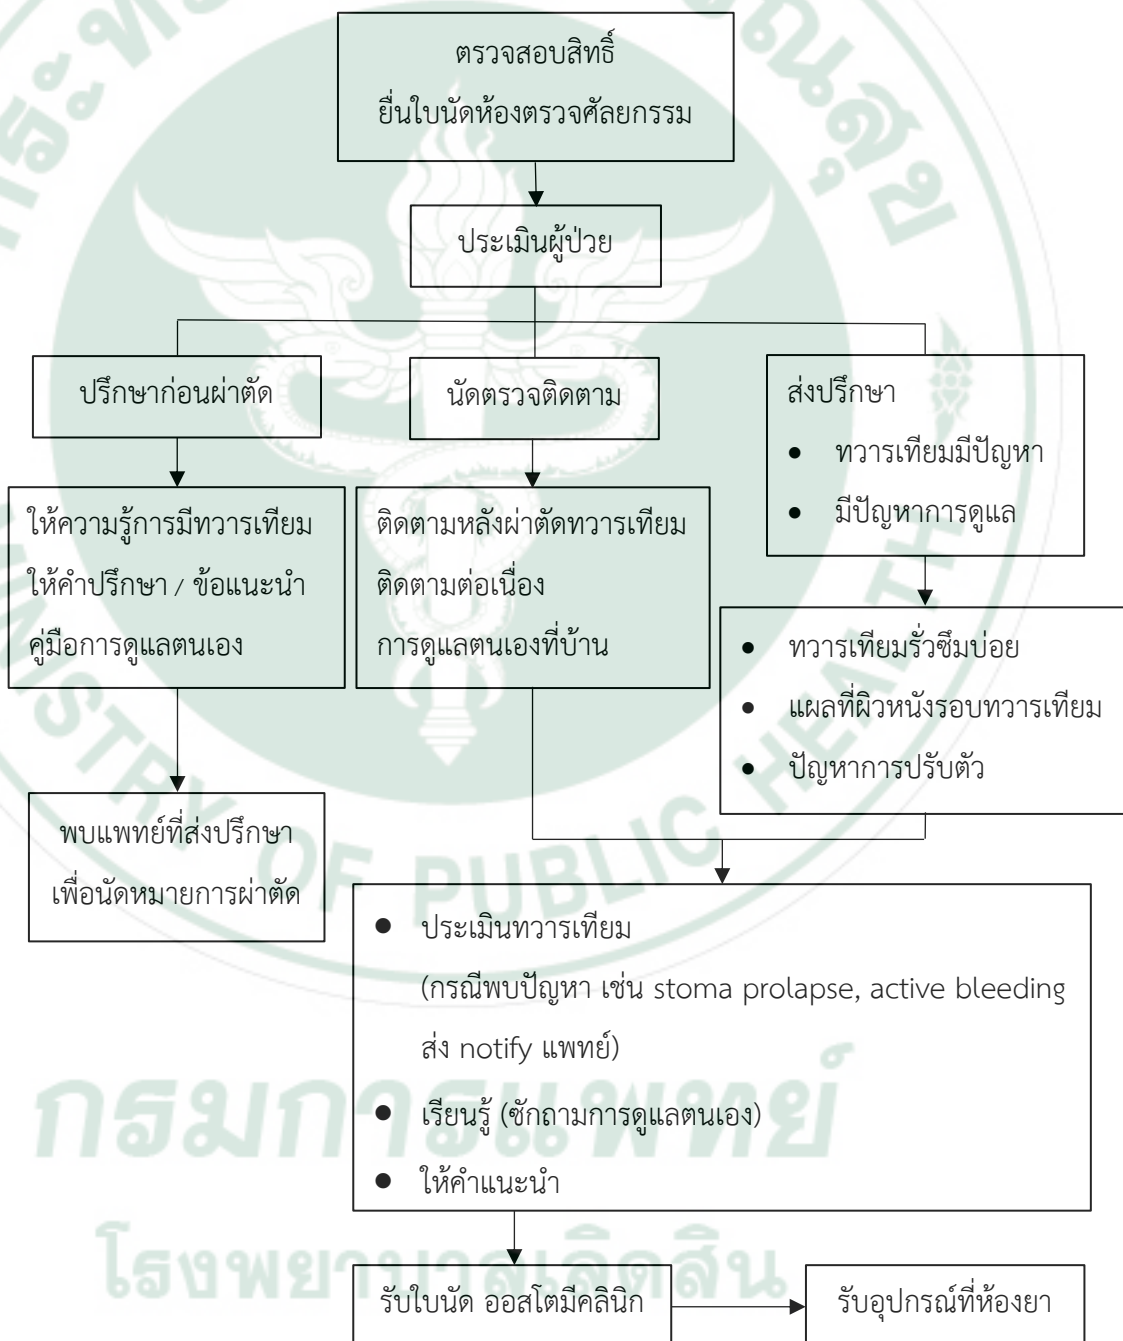 ตรวจสอบสิทธิ์
ยื่นใบนัดห้องตรวจศัลยกรรม
ประเมินผู้ป่วย
ปรึกษาก่อนผ่าตัด
นัดตรวจติดตาม
ส่งปรึกษา
● ทวารเทียมมีปัญหา
● มีปัญหาการดูแล
ให้ความรู้การมีทวารเทียม
ให้คำปรึกษา / ข้อแนะนำ
คู่มือการดูแลตนเอง
ติดตามหลังผ่าตัดทวารเทียม
ติดตามต่อเนื่อง
การดูแลตนเองที่บ้าน
● ทวารเทียมรั่วซึมบ่อย
● แผลที่ผิวหนังรอบทวารเทียม
● ปัญหาการปรับตัว
พบแพทย์ที่ส่งปรึกษา
เพื่อนัดหมายการผ่าตัด
● ประเมินทวารเทียม
(กรณีพบปัญหา เช่น stoma prolapse, active bleeding
ส่ง notify แพทย์)
● เรียนรู้ (ซักถามการดูแลตนเอง)
● ให้คำแนะนำ
รับใบนัด ออสโตมีคลินิก
รับอุปกรณ์ที่ห้องยา
MINISTRY OF PUBLIC HEALTH
กรมการแพทย์
โรงพยาบาลเลิดสิน